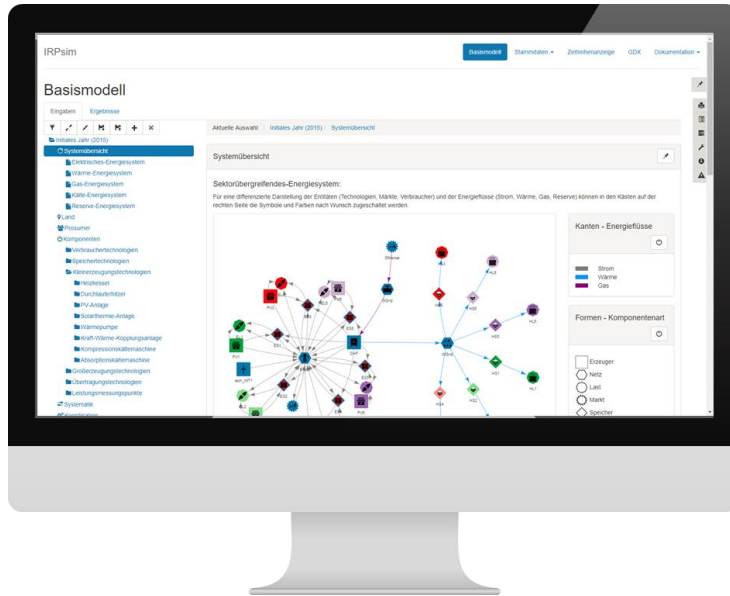 IRPsim
Basismodell
Stammdaten
Zeitreihenanzeige
GDX
Dokumentation
Basismodell
Eingaben
Ergebnisse
Aktuelle Auswahl / Initiales Jahr (2015) / Systemübersicht
Initiales Jahr (2015)
Systemübersicht
Elektrisches-Energiesystem
Wärme-Energiesystem
Gas-Energiesystem
Kälte-Energiesystem
Reserve-Energiesystem
Land
Prosumer
Komponenten
Verbrauchertechnologien
Speichertechnologien
Kleinerzeugungstechnologien
Heizkessel
Durchlauferhitzer
PV-Anlage
Solarthermie-Anlage
Wärmepumpe
Kraft-Wärme-Kopplungsanlage
Kompressionskältemaschine
Absorptionskältemaschine
Großerzeugungstechnologien
Übertragungstechnologien
Leistungsmessungspunkte
Systematik
Systemübersicht
Sektorübergreifendes-Energiesystem:
Für eine differenzierte Darstellung der Entitäten (Technologien, Märkte, Verbraucher) und der Energieflüsse (Strom, Wärme, Gas, Reserve) können in den Kästen auf der
rechten Seite die Symbole und Farben nach Wunsch zugeschaltet werden.
Kanten - Energieflüsse
Strom
Wärme
Gas
Formen - Komponentenart
Erzeuger
Netz
Last
Markt
Speicher